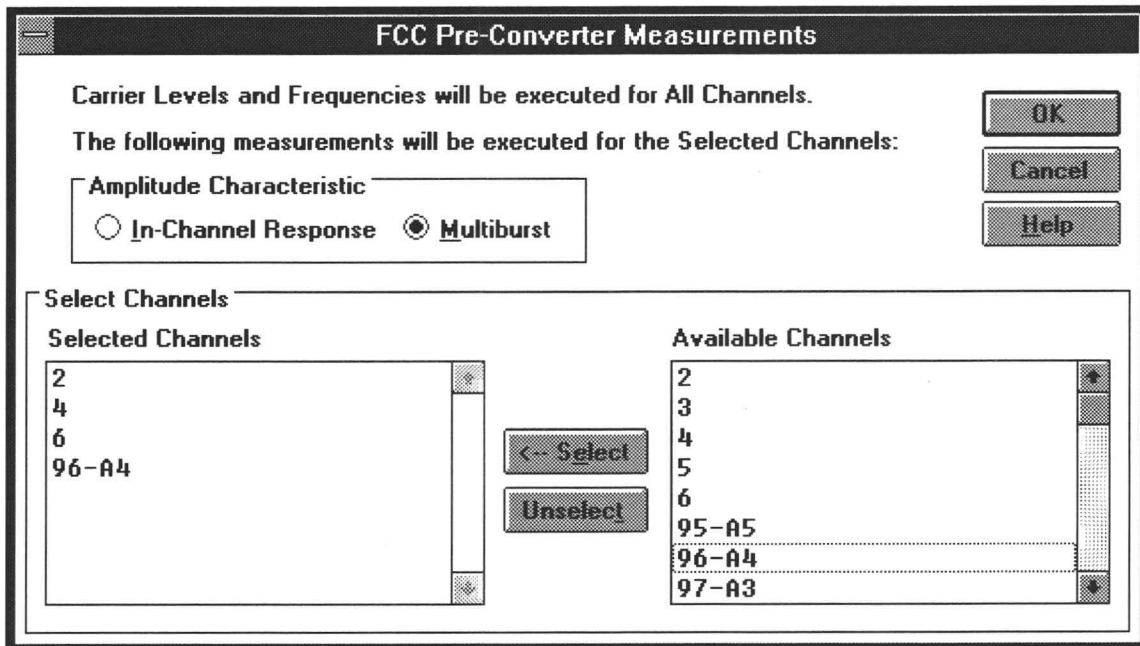 FCC Pre-Converter Measurements
Carrier Levels and Frequencies will be executed for All Channels.
The following measurements will be executed for the Selected Channels:
OK
Cancel
Help
Amplitude Characteristic
In-Channel Response
Multiburst
Select Channels
Selected Channels
2
4
6
96-A4
<-- Select
Unselect
Available Channels
2
3
4
5
6
95-A5
96-A4
97-A3